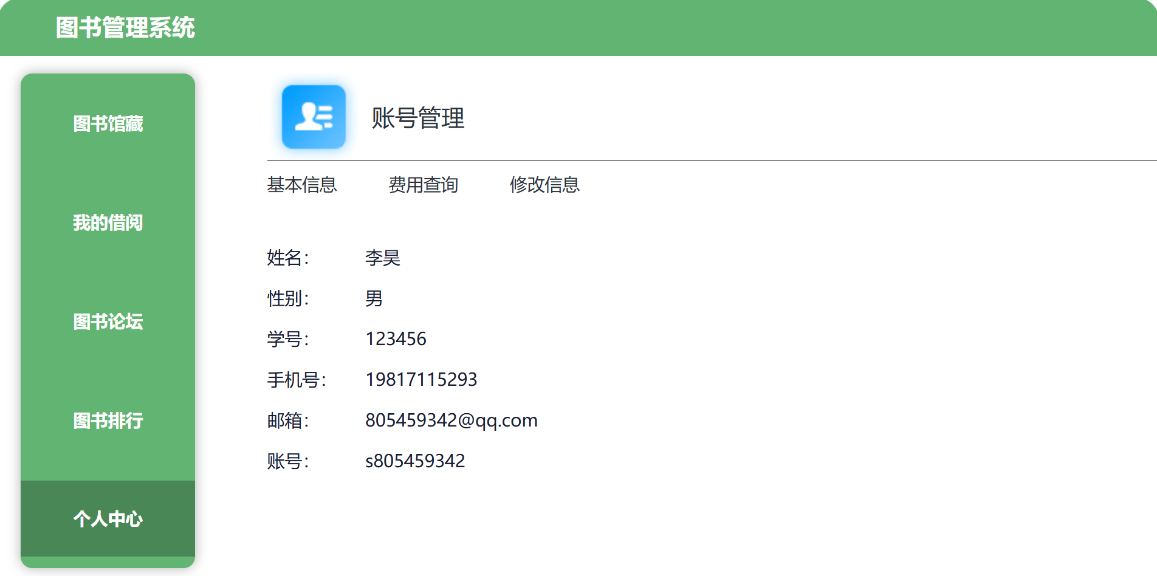 图书管理系统
图书馆藏
我的借阅
图书论坛
图书排行
个人中心
账号管理
基本信息 费用查询 修改信息
姓名： 李昊
性别： 男
学号： 123456
手机号： 19817115293
邮箱： 805459342@qq.com
账号： s805459342